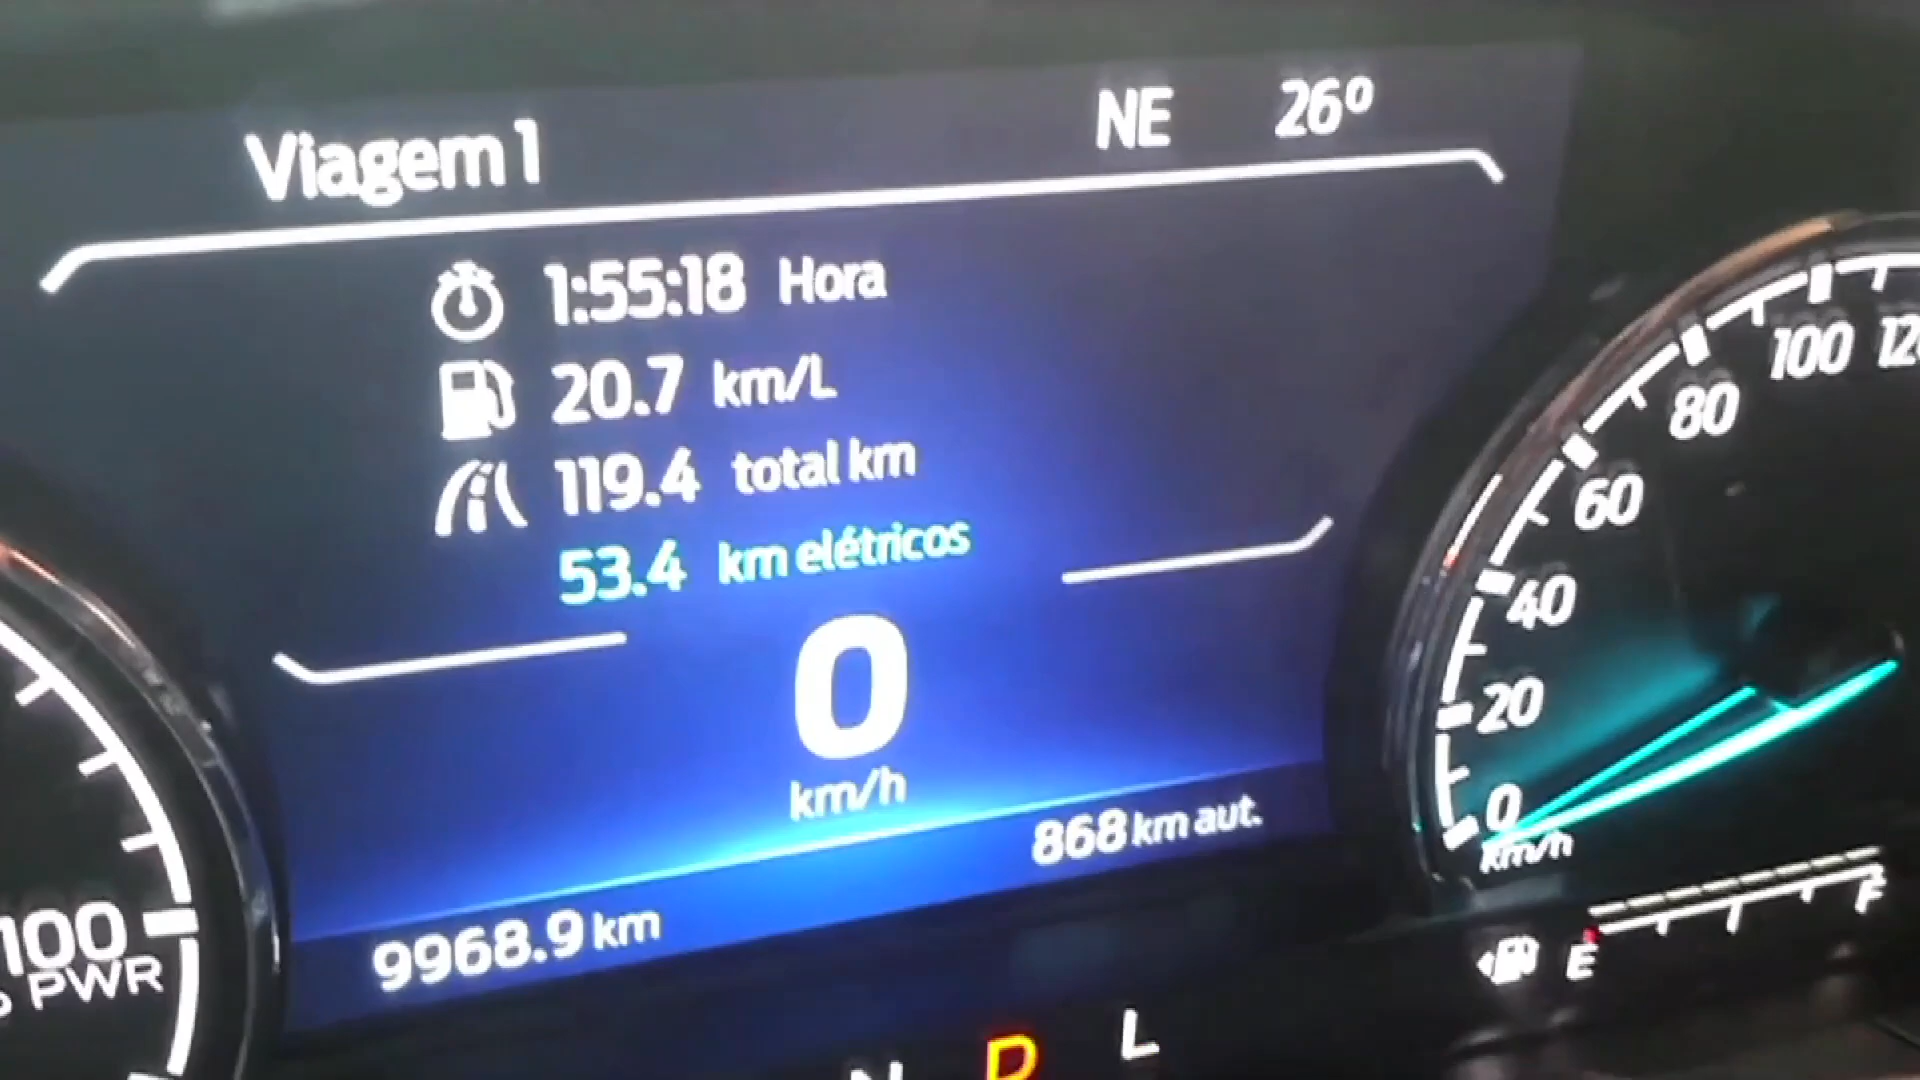 Viagem 1
NE 26º
1:55:18 Hora
20.7 km/L
119.4 total km
53.4 km elétricos
0
km/h
868 km aut.
9968.9 km
100
PWR
100
80
60
40
20
0
km/h
E F
N D L